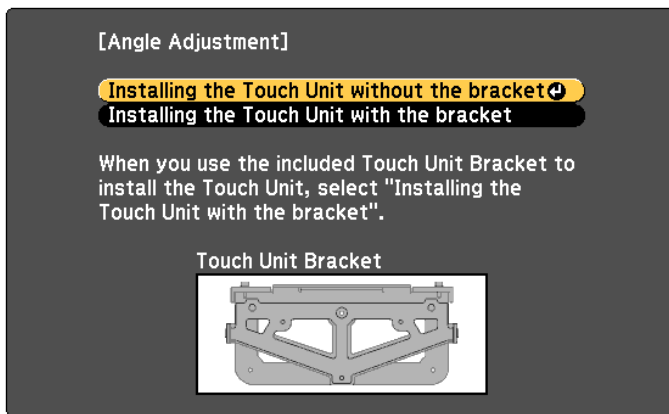 [Angle Adjustment]
Installing the Touch Unit without the bracket
Installing the Touch Unit with the bracket
When you use the included Touch Unit Bracket to
install the Touch Unit, select "Installing the
Touch Unit with the bracket".
Touch Unit Bracket